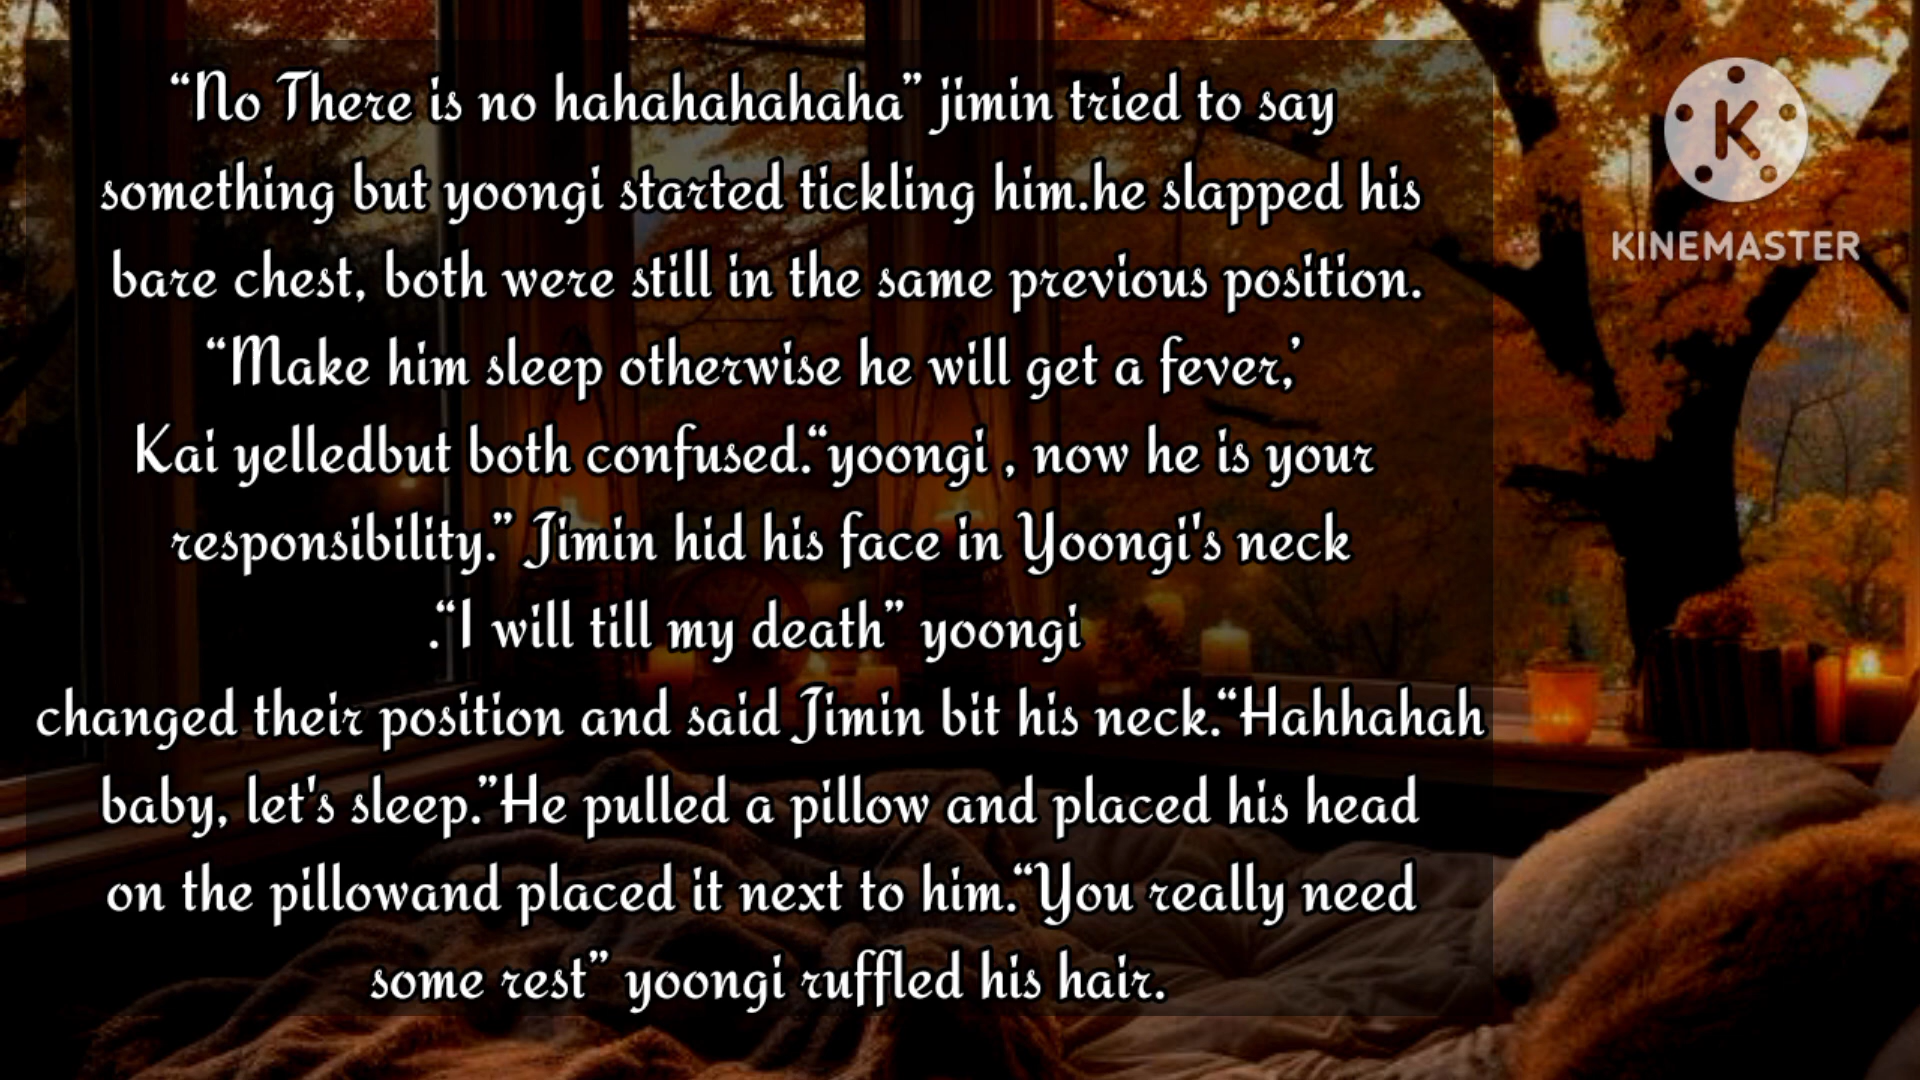 “No There is no hahahahahaha” jimin tried to say
something but yoongi started tickling him.he slapped his
bare chest, both were still in the same previous position.
“Make him sleep otherwise he will get a fever,’
Kai yelledbut both confused.“yoongi , now he is your
responsibility.” Jimin hid his face in Yoongi's neck
.“I will till my death” yoongi
changed their position and said Jimin bit his neck.“Hahhahah
baby, let's sleep.”He pulled a pillow and placed his head
on the pillowand placed it next to him.“You really need
some rest” yoongi ruffled his hair.
K
KINEMASTER